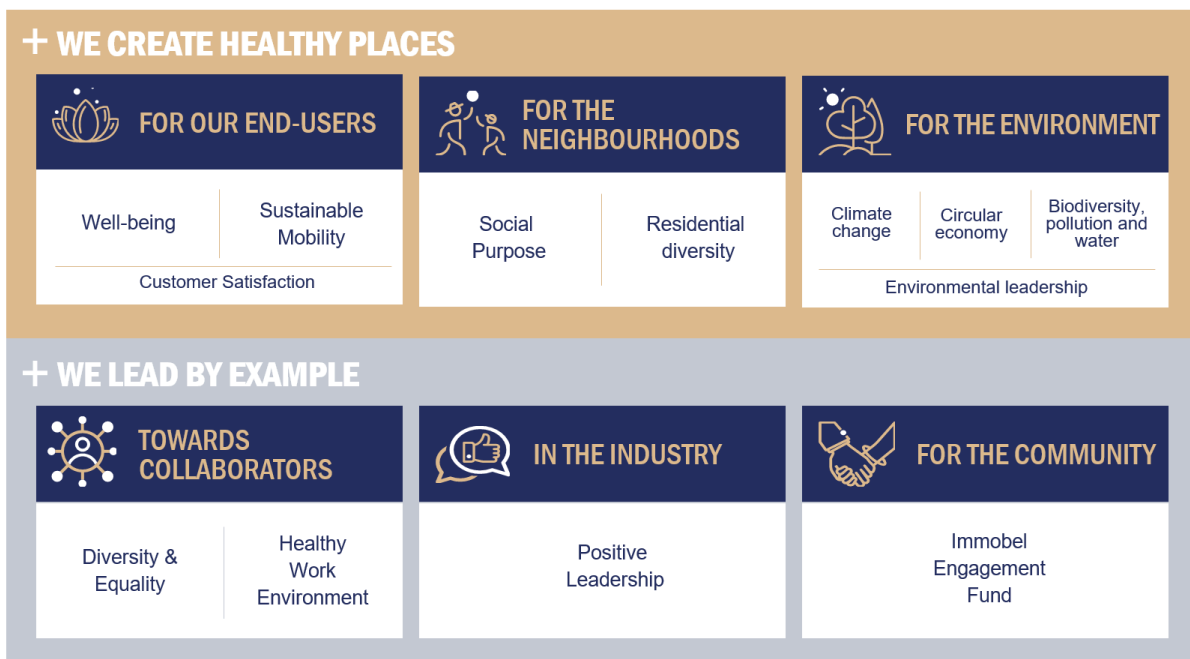 + WE CREATE HEALTHY PLACES
FOR OUR END-USERS
Well-being
Sustainable
Mobility
Customer Satisfaction
FOR THE
NEIGHBOURHOODS
Social
Purpose
Residential
diversity
FOR THE ENVIRONMENT
Climate
change
Circular
economy
Biodiversity,
pollution and
water
Environmental leadership
+ WE LEAD BY EXAMPLE
TOWARDS
COLLABORATORS
Diversity &
Equality
Healthy
Work
Environment
IN THE INDUSTRY
Positive
Leadership
FOR THE COMMUNITY
Immobel
Engagement
Fund